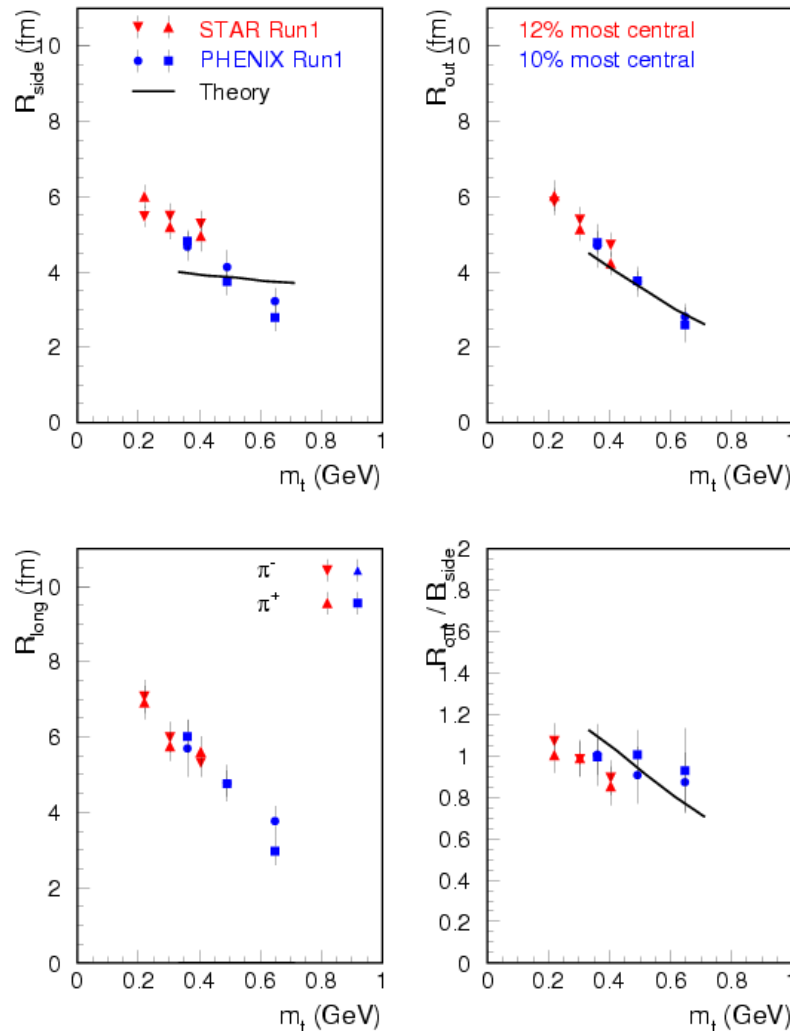 R_side (fm)
STAR Run1
PHENIX Run1
Theory
10
8
6
4
2
0
0 0.2 0.4 0.6 0.8 1
m_t (GeV)
R_out (fm)
12% most central
10% most central
10
8
6
4
2
0
0 0.2 0.4 0.6 0.8 1
m_t (GeV)
R_long (fm)
π⁻
π⁺
10
8
6
4
2
0
0 0.2 0.4 0.6 0.8 1
m_t (GeV)
R_out / R_side
2
1.8
1.6
1.4
1.2
1
0.8
0.6
0.4
0.2
0
0 0.2 0.4 0.6 0.8 1
m_t (GeV)